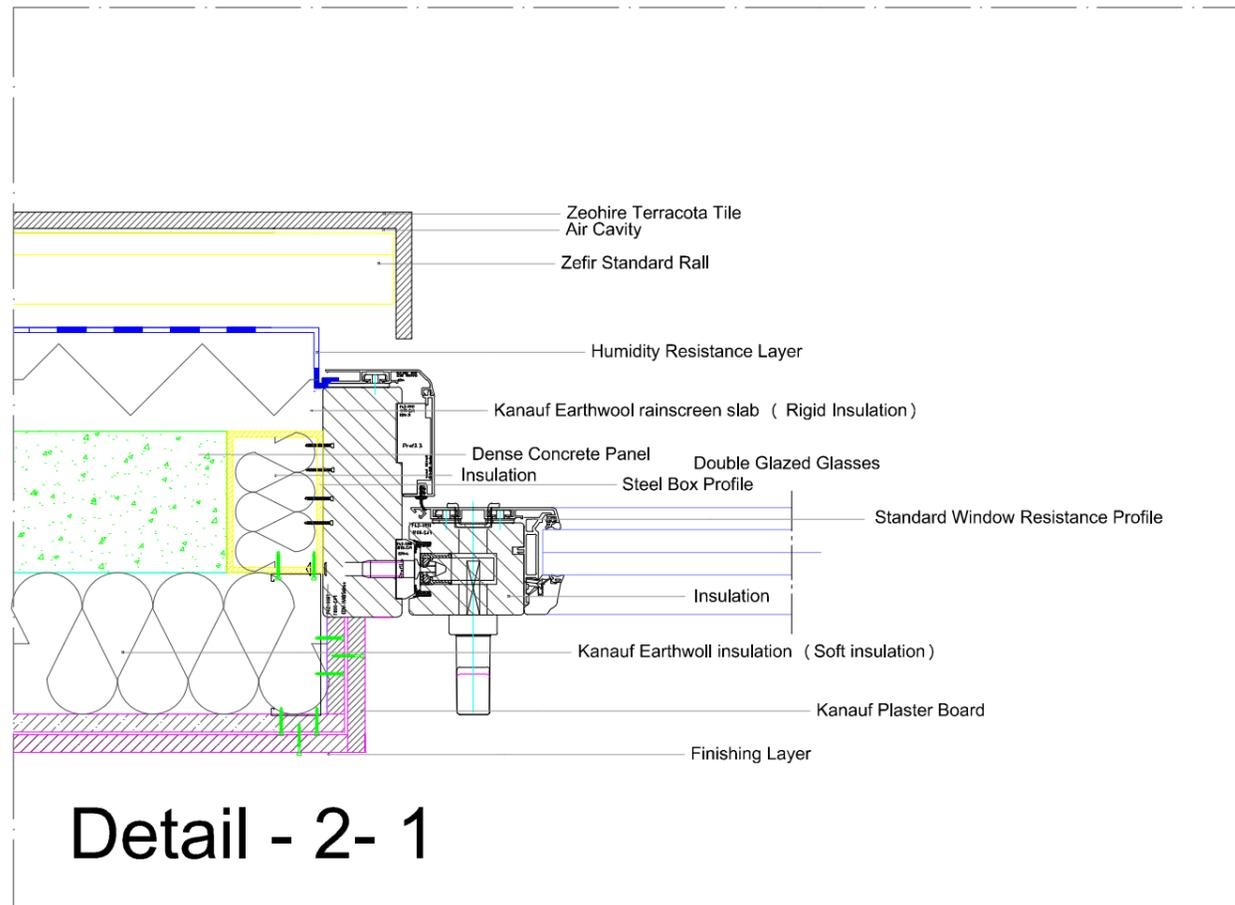 Zeohire Terracota Tile
Air Cavity
Zefir Standard Rall
Humidity Resistance Layer
Kanauf Earthwool rainscreen slab ( Rigid Insulation )
Dense Concrete Panel
Double Glazed Glasses
Insulation
Steel Box Profile
Standard Window Resistance Profile
Insulation
Kanauf Earthwoll insulation ( Soft insulation )
Kanauf Plaster Board
Finishing Layer
Detail - 2- 1